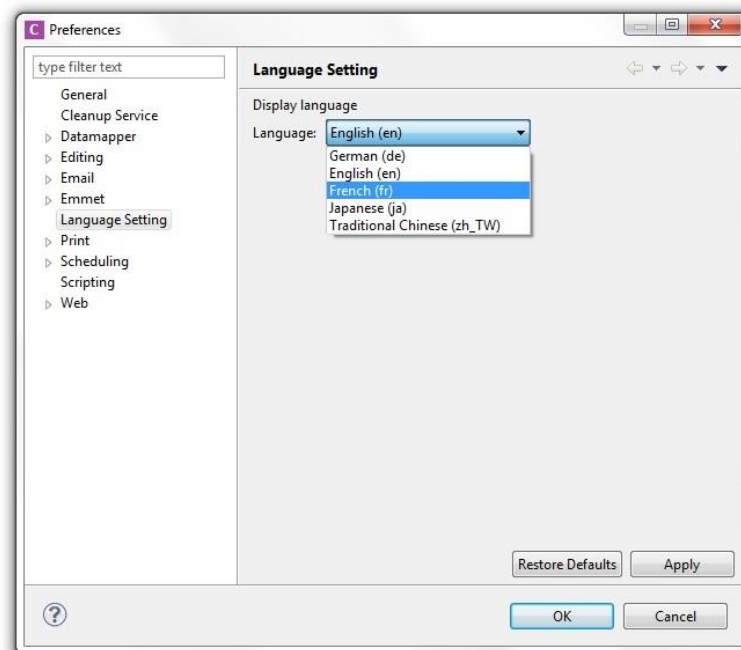 C Preferences
type filter text
General
Cleanup Service
Datamapper
Editing
Email
Emmet
Language Setting
Print
Scheduling
Scripting
Web
Language Setting
Display language
Language: English (en)
German (de)
English (en)
French (fr)
Japanese (ja)
Traditional Chinese (zh_TW)
Restore Defaults Apply
? OK Cancel